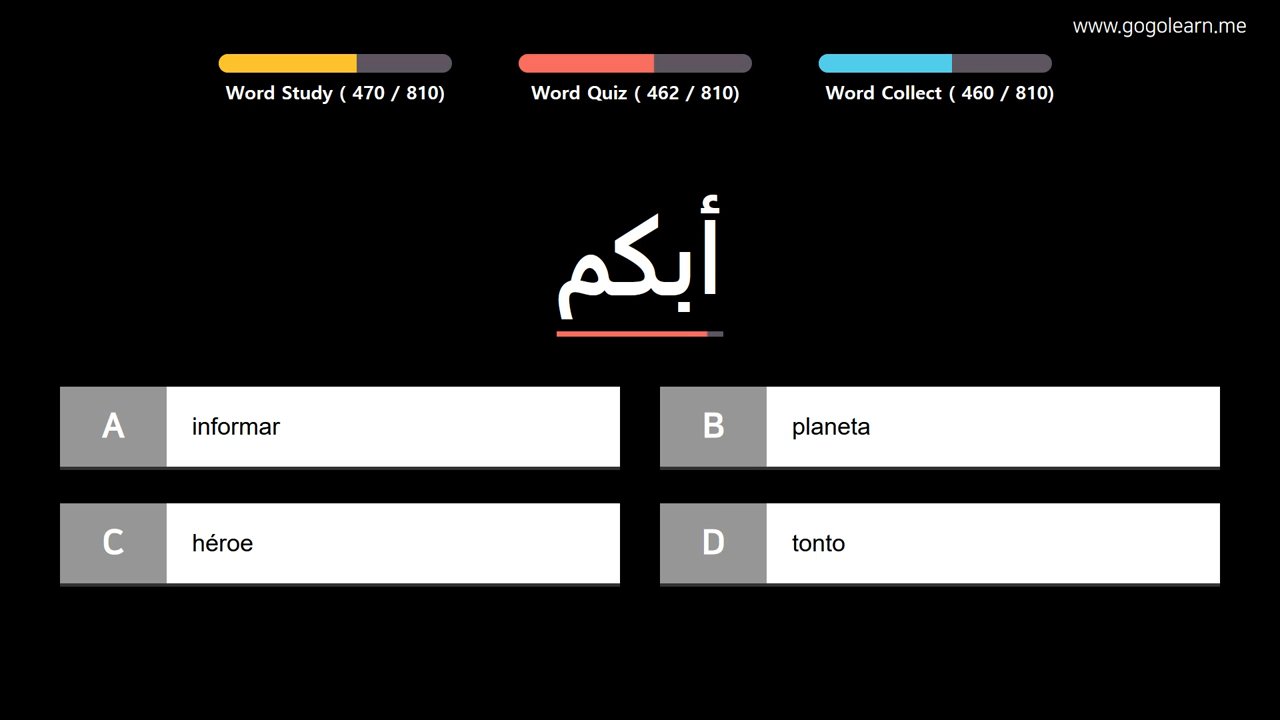 www.gogolearn.me
Word Study ( 470 / 810)
Word Quiz ( 462 / 810)
Word Collect ( 460 / 810)
أبكم
A informar
B planeta
C héroe
D tonto